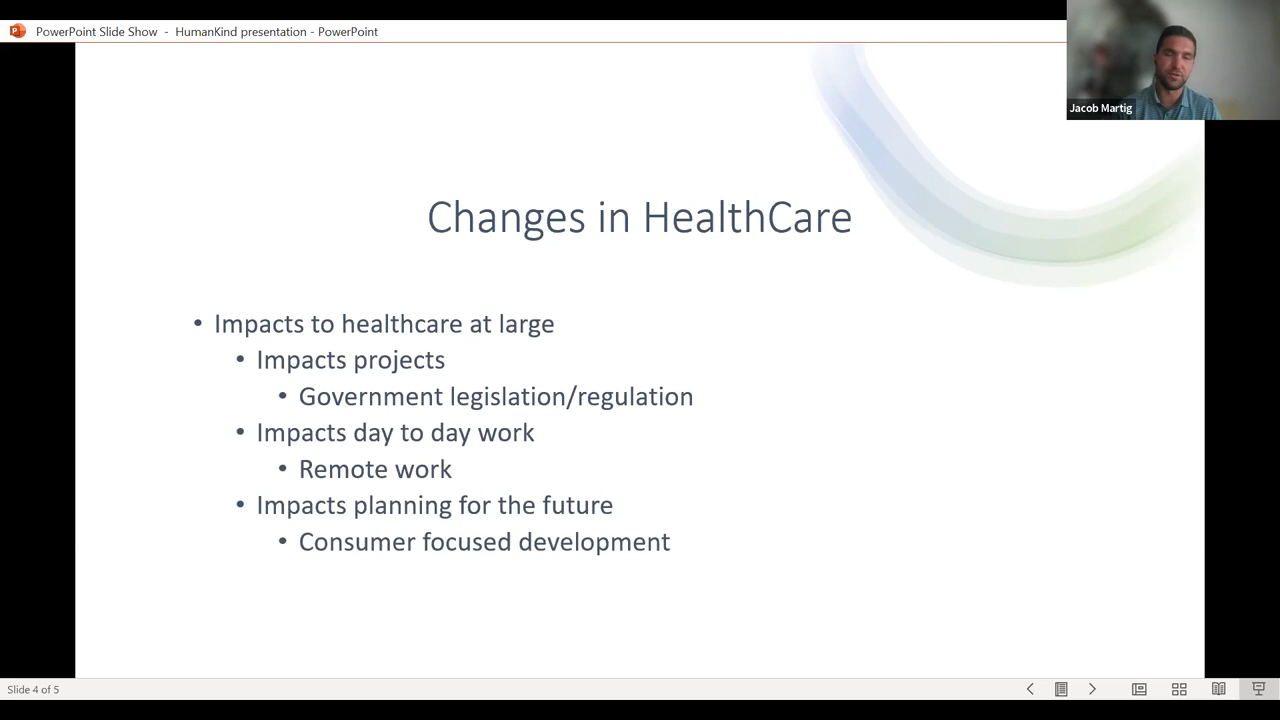 PowerPoint Slide Show - HumanKind presentation - PowerPoint
Jacob Martig
Changes in HealthCare
• Impacts to healthcare at large
• Impacts projects
• Government legislation/regulation
• Impacts day to day work
• Remote work
• Impacts planning for the future
• Consumer focused development
Slide 4 of 5